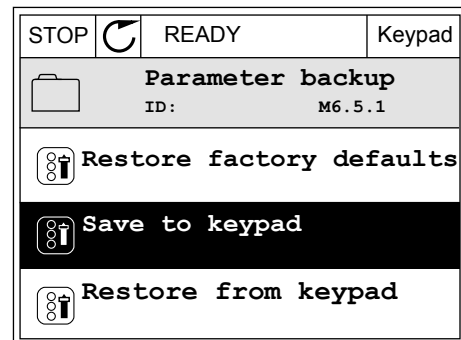 STOP READY Keypad
Parameter backup
ID: M6.5.1
Restore factory defaults
Save to keypad
Restore from keypad